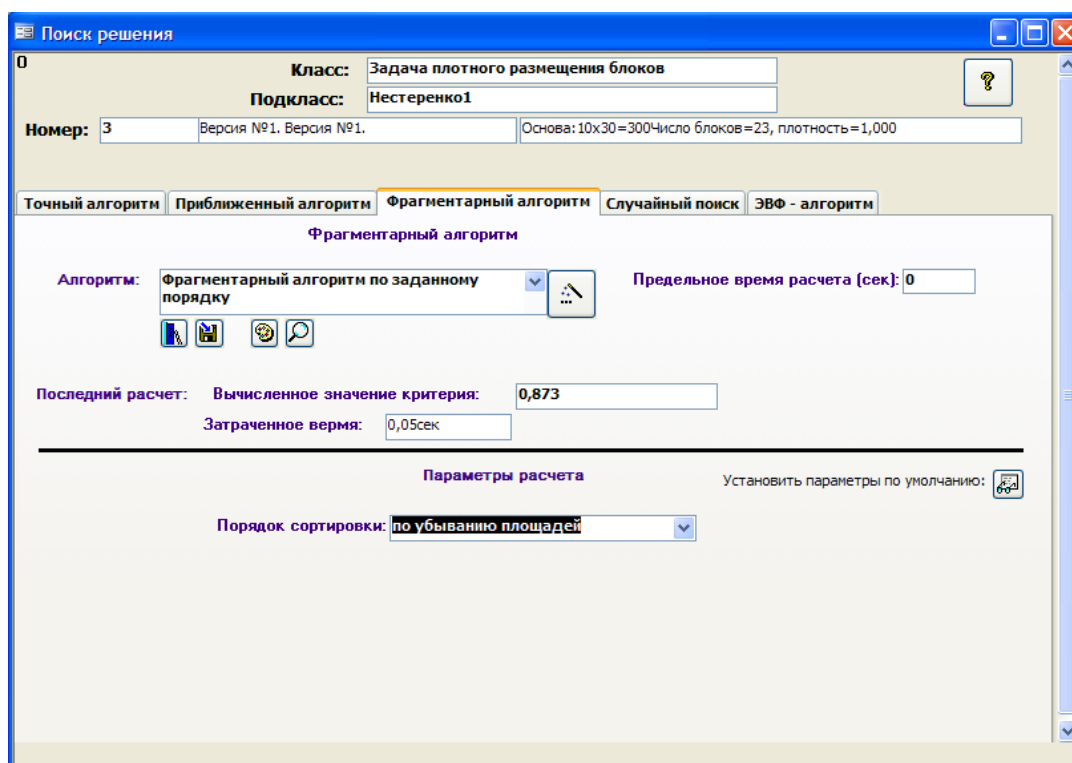 Поиск решения
0
Класс: Задача плотного размещения блоков
?
Подкласс: Нестеренко1
Номер: 3 Версия №1. Версия №1. Основа:10x30=300Число блоков=23, плотность=1,000
Точный алгоритм Приближенный алгоритм Фрагментарный алгоритм Случайный поиск ЭВФ - алгоритм
Фрагментарный алгоритм
Алгоритм: Фрагментарный алгоритм по заданному Предельное время расчета (сек): 0
порядку
Последний расчет: Вычисленное значение критерия: 0,873
Затраченное вермя: 0,05сек
Параметры расчета
Установить параметры по умолчанию:
Порядок сортировки: по убыванию площадей